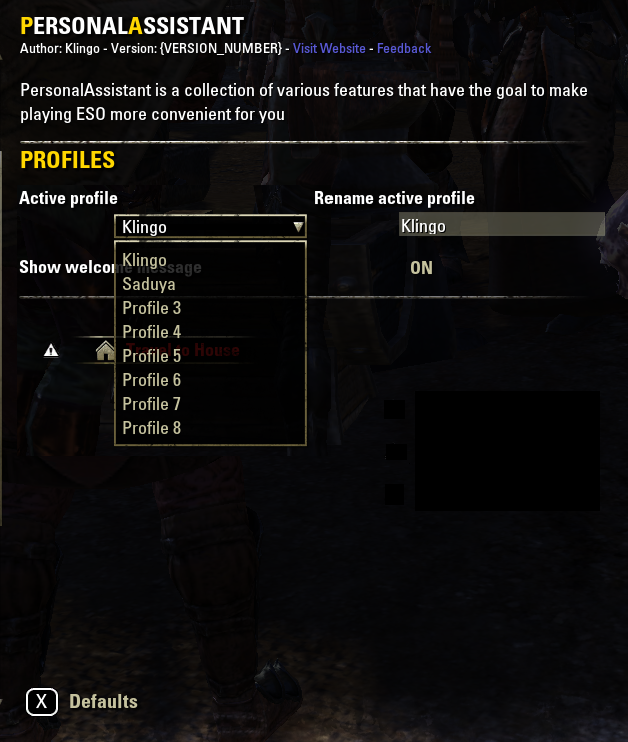 PERSONALASSISTANT
Author: Klingo - Version: {VERSION_NUMBER} - Visit Website - Feedback
PersonalAssistant is a collection of various features that have the goal to make
playing ESO more convenient for you
PROFILES
Active profile
Rename active profile
Klingo
Klingo
Show welcome message
ON
Klingo
Saduya
Profile 3
Profile 4
Travel to House
Profile 5
Profile 6
Profile 7
Profile 8
X Defaults